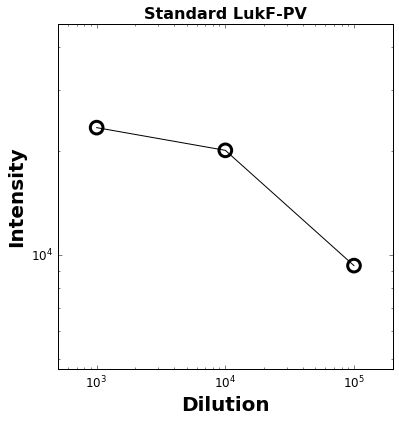 Standard LukF-PV
Intensity
10⁴
10³ 10⁴ 10⁵
Dilution